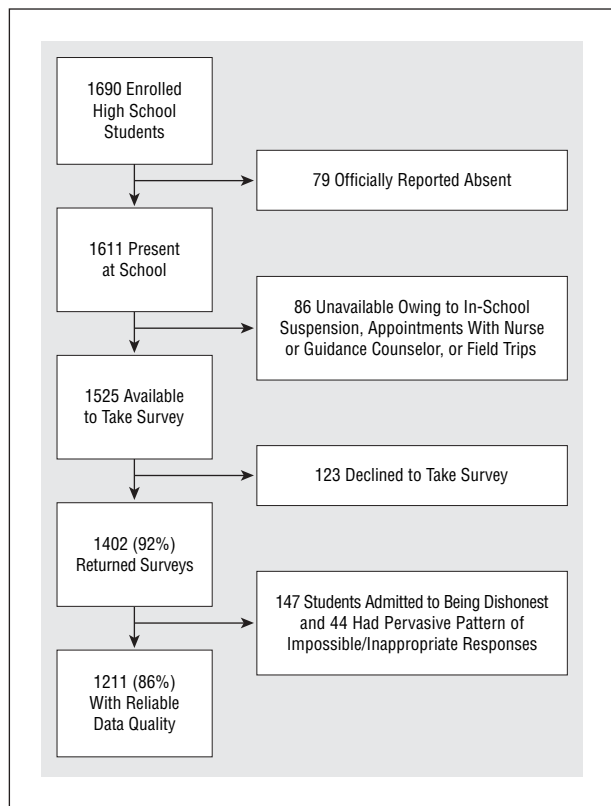 1690 Enrolled
High School
Students
79 Officially Reported Absent
1611 Present
at School
86 Unavailable Owing to In-School
Suspension, Appointments With Nurse
or Guidance Counselor, or Field Trips
1525 Available
to Take Survey
123 Declined to Take Survey
1402 (92%)
Returned Surveys
147 Students Admitted to Being Dishonest
and 44 Had Pervasive Pattern of
Impossible/Inappropriate Responses
1211 (86%)
With Reliable
Data Quality